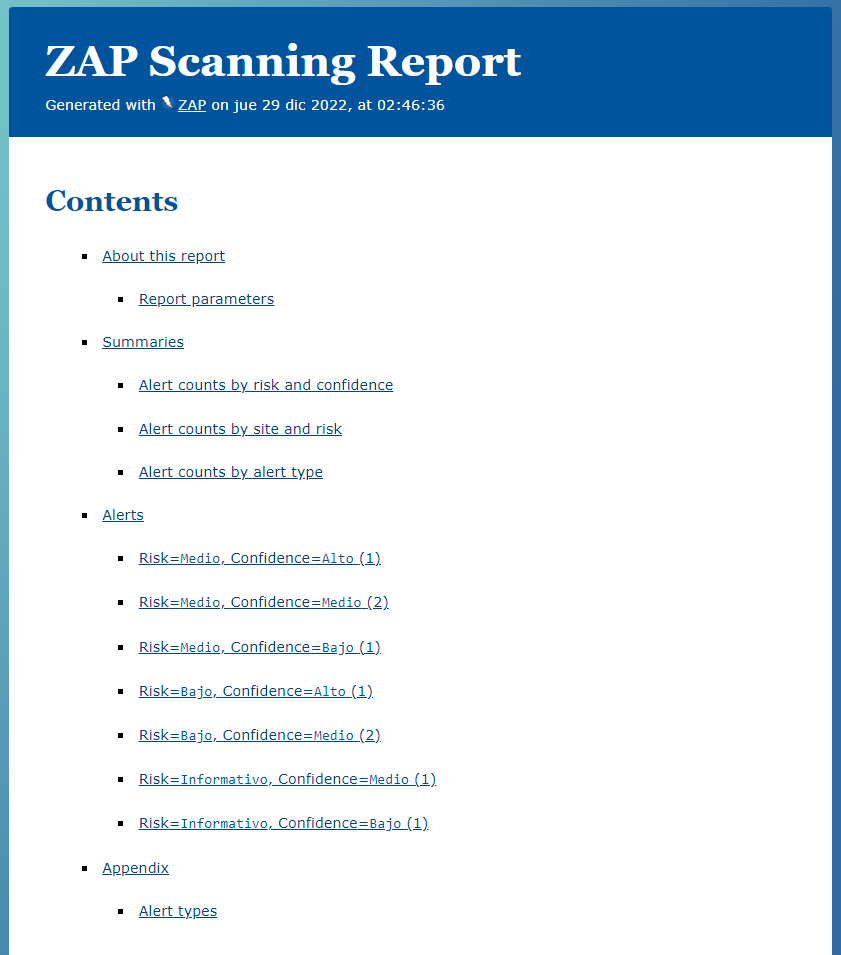 ZAP Scanning Report
Generated with ZAP on jue 29 dic 2022, at 02:46:36
Contents
About this report
Report parameters
Summaries
Alert counts by risk and confidence
Alert counts by site and risk
Alert counts by alert type
Alerts
Risk=Medio, Confidence=Alto (1)
Risk=Medio, Confidence=Medio (2)
Risk=Medio, Confidence=Bajo (1)
Risk=Bajo, Confidence=Alto (1)
Risk=Bajo, Confidence=Medio (2)
Risk=Informativo, Confidence=Medio (1)
Risk=Informativo, Confidence=Bajo (1)
Appendix
Alert types